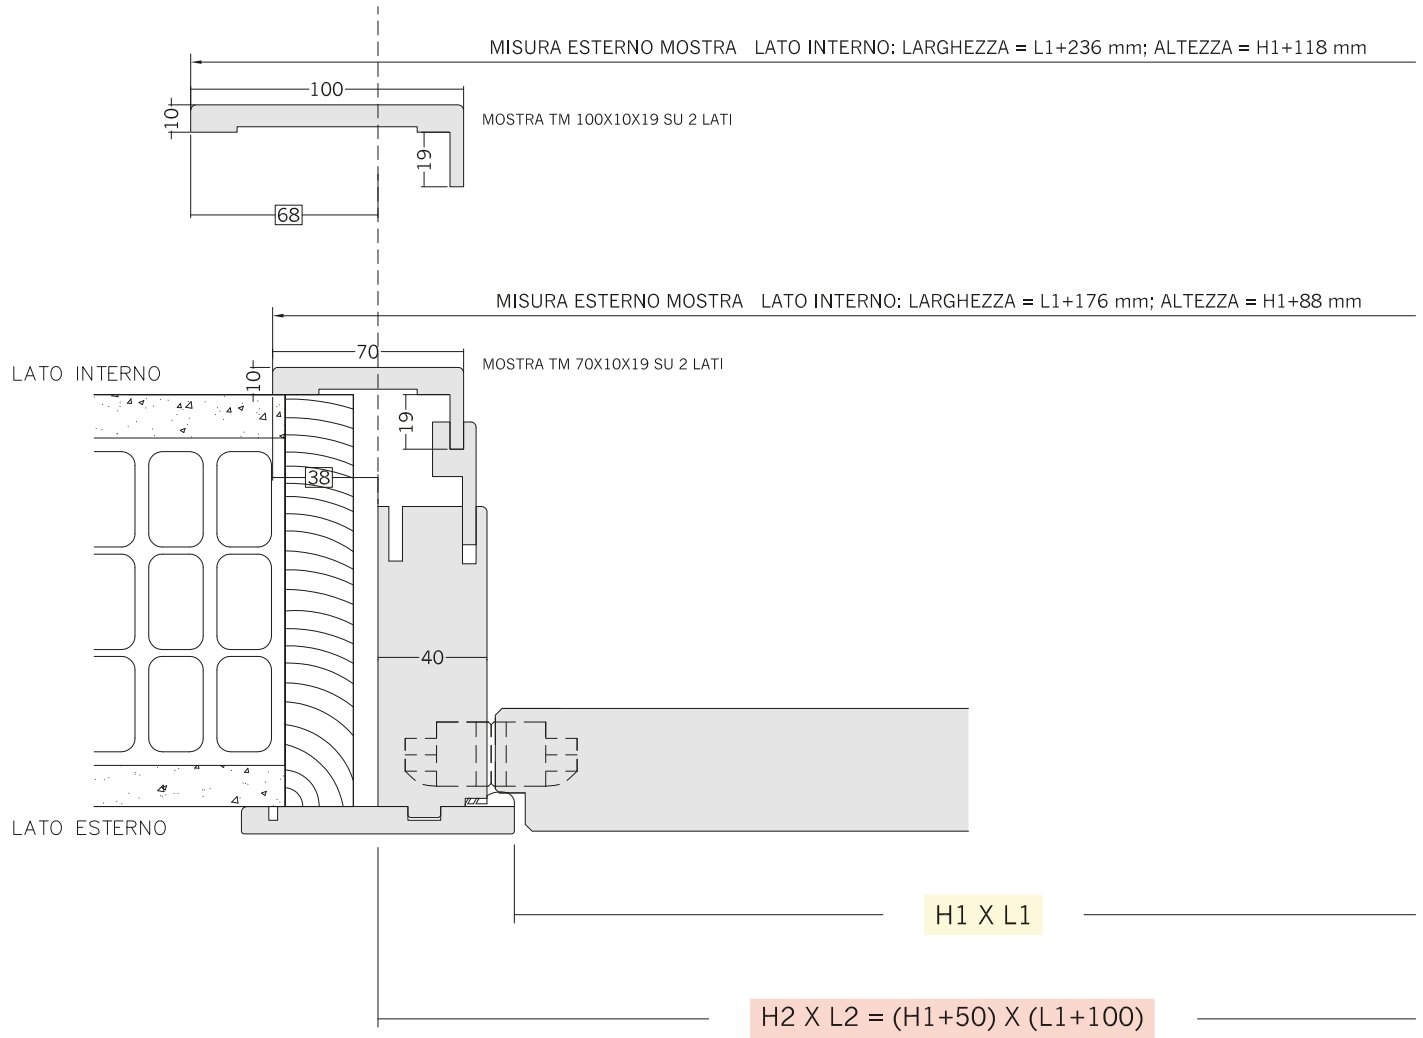 MISURA ESTERNO MOSTRA LATO INTERNO: LARGHEZZA = L1+236 mm; ALTEZZA = H1+118 mm
100
10
MOSTRA TM 100X10X19 SU 2 LATI
19
68
MISURA ESTERNO MOSTRA LATO INTERNO: LARGHEZZA = L1+176 mm; ALTEZZA = H1+88 mm
70
MOSTRA TM 70X10X19 SU 2 LATI
LATO INTERNO
10
19
38
40
LATO ESTERNO
H1 X L1
H2 X L2 = (H1+50) X (L1+100)